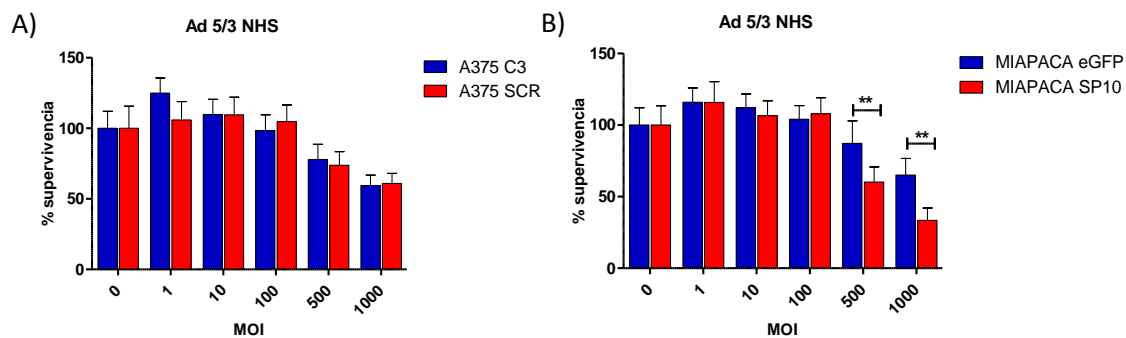 A)
Ad 5/3 NHS
150
100
50
0
% supervivencia
0 1 10 100 500 1000
MOI
A375 C3
A375 SCR
B)
Ad 5/3 NHS
150
100
50
0
% supervivencia
**
**
0 1 10 100 500 1000
MOI
MIAPACA eGFP
MIAPACA SP10